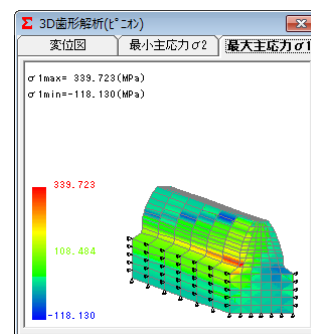 Σ 3D歯形解析(ﾋﾟﾆｵﾝ)
変位図 最小主応力σ2 最大主応力σ1
σ1max= 339.723(MPa)
σ1min=-118.130(MPa)
339.723
108.484
-118.130